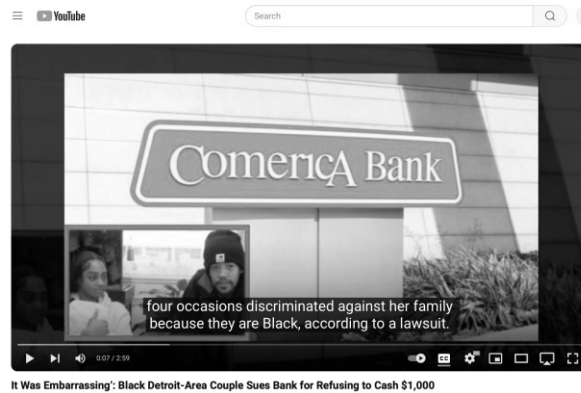 YouTube
Search
ComericA Bank
four occasions discriminated against her family
because they are Black, according to a lawsuit.
0:07 / 2:59
CC
It Was Embarrassing': Black Detroit-Area Couple Sues Bank for Refusing to Cash $1,000